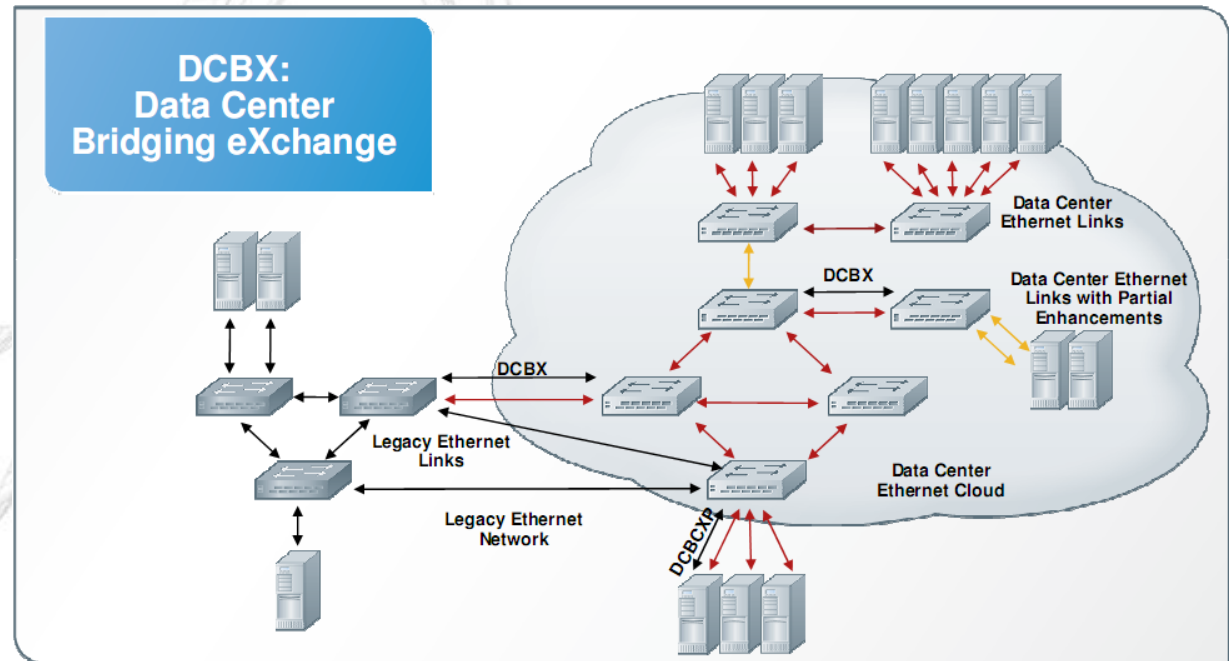 DCBX:
Data Center
Bridging eXchange
Data Center
Ethernet Links
DCBX
Data Center Ethernet
Links with Partial
Enhancements
DCBX
Legacy Ethernet
Links
Data Center
Ethernet Cloud
Legacy Ethernet
Network
DCBCXP